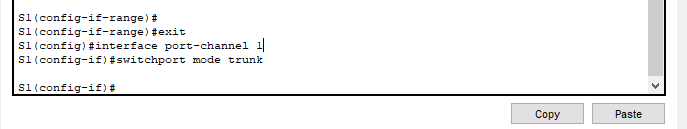 S1(config-if-range)#
S1(config-if-range)#exit
S1(config)#interface port-channel 1
S1(config-if)#switchport mode trunk
S1(config-if)#
Copy
Paste